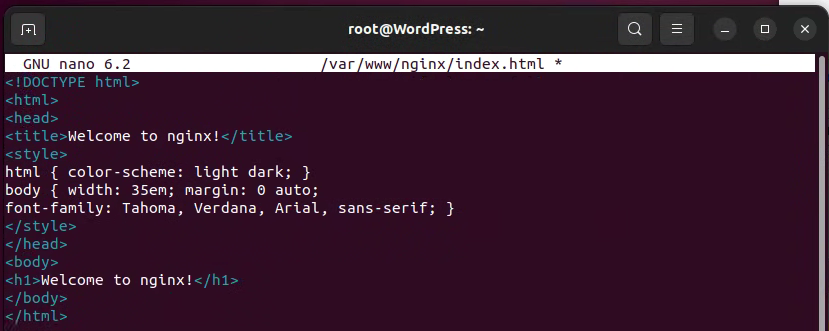 root@WordPress: ~
GNU nano 6.2 /var/www/nginx/index.html *
<!DOCTYPE html>
<html>
<head>
<title>Welcome to nginx!</title>
<style>
html { color-scheme: light dark; }
body { width: 35em; margin: 0 auto;
font-family: Tahoma, Verdana, Arial, sans-serif; }
</style>
</head>
<body>
<h1>Welcome to nginx!</h1>
</body>
</html>